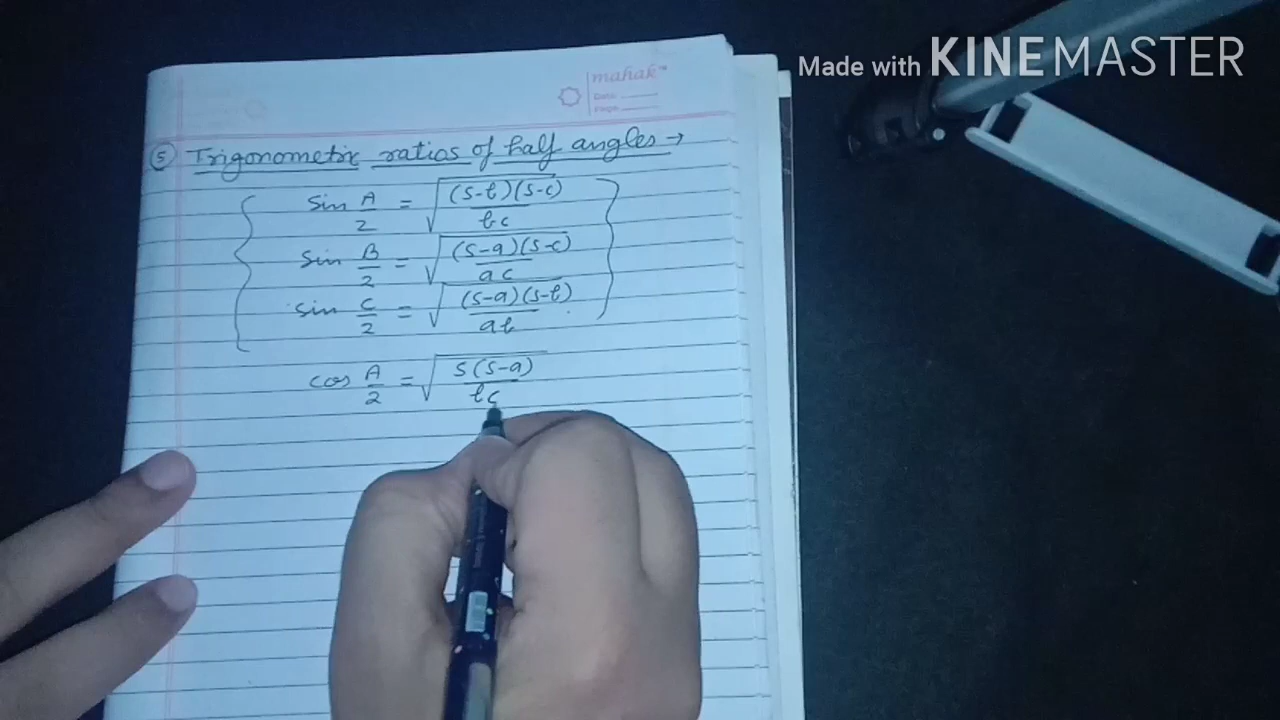 Made with KINEMASTER
mahak™
Date:
Page:
⑤ Trigonometric ratios of half angles →
sin A/2 = √((s-b)(s-c)/bc)
sin B/2 = √((s-a)(s-c)/ac)
sin C/2 = √((s-a)(s-b)/ab)
cos A/2 = √(s(s-a)/bc)